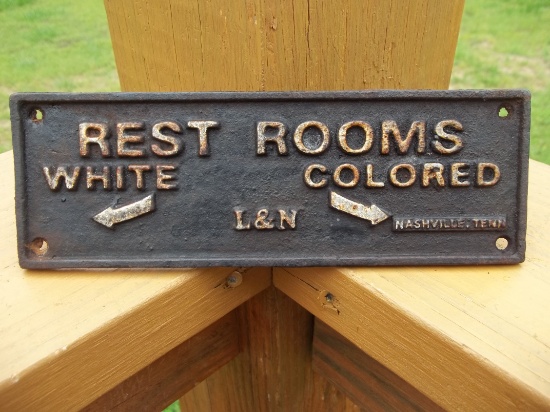 REST ROOMS
WHITE COLORED
L&N
NASHVILLE, TENN